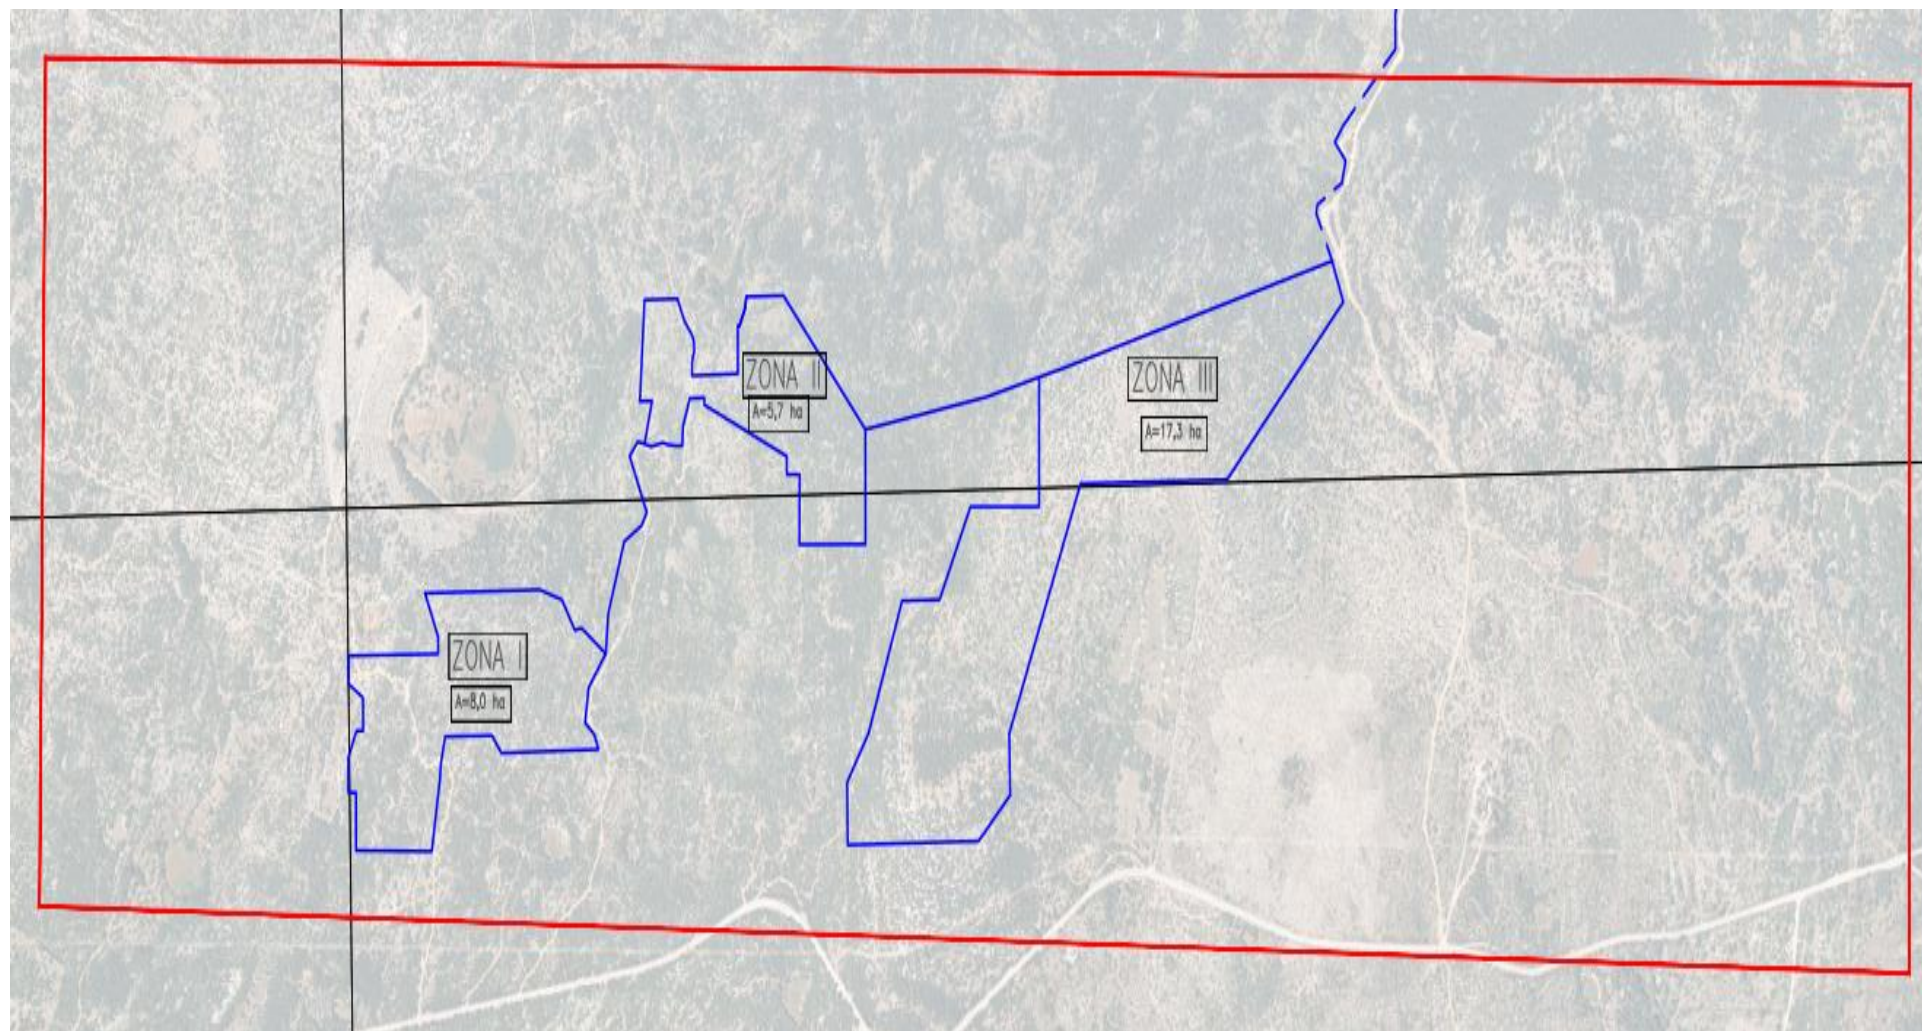 ZONA II
A=5,7 ha
ZONA III
A=17,3 ha
ZONA I
A=8,0 ha